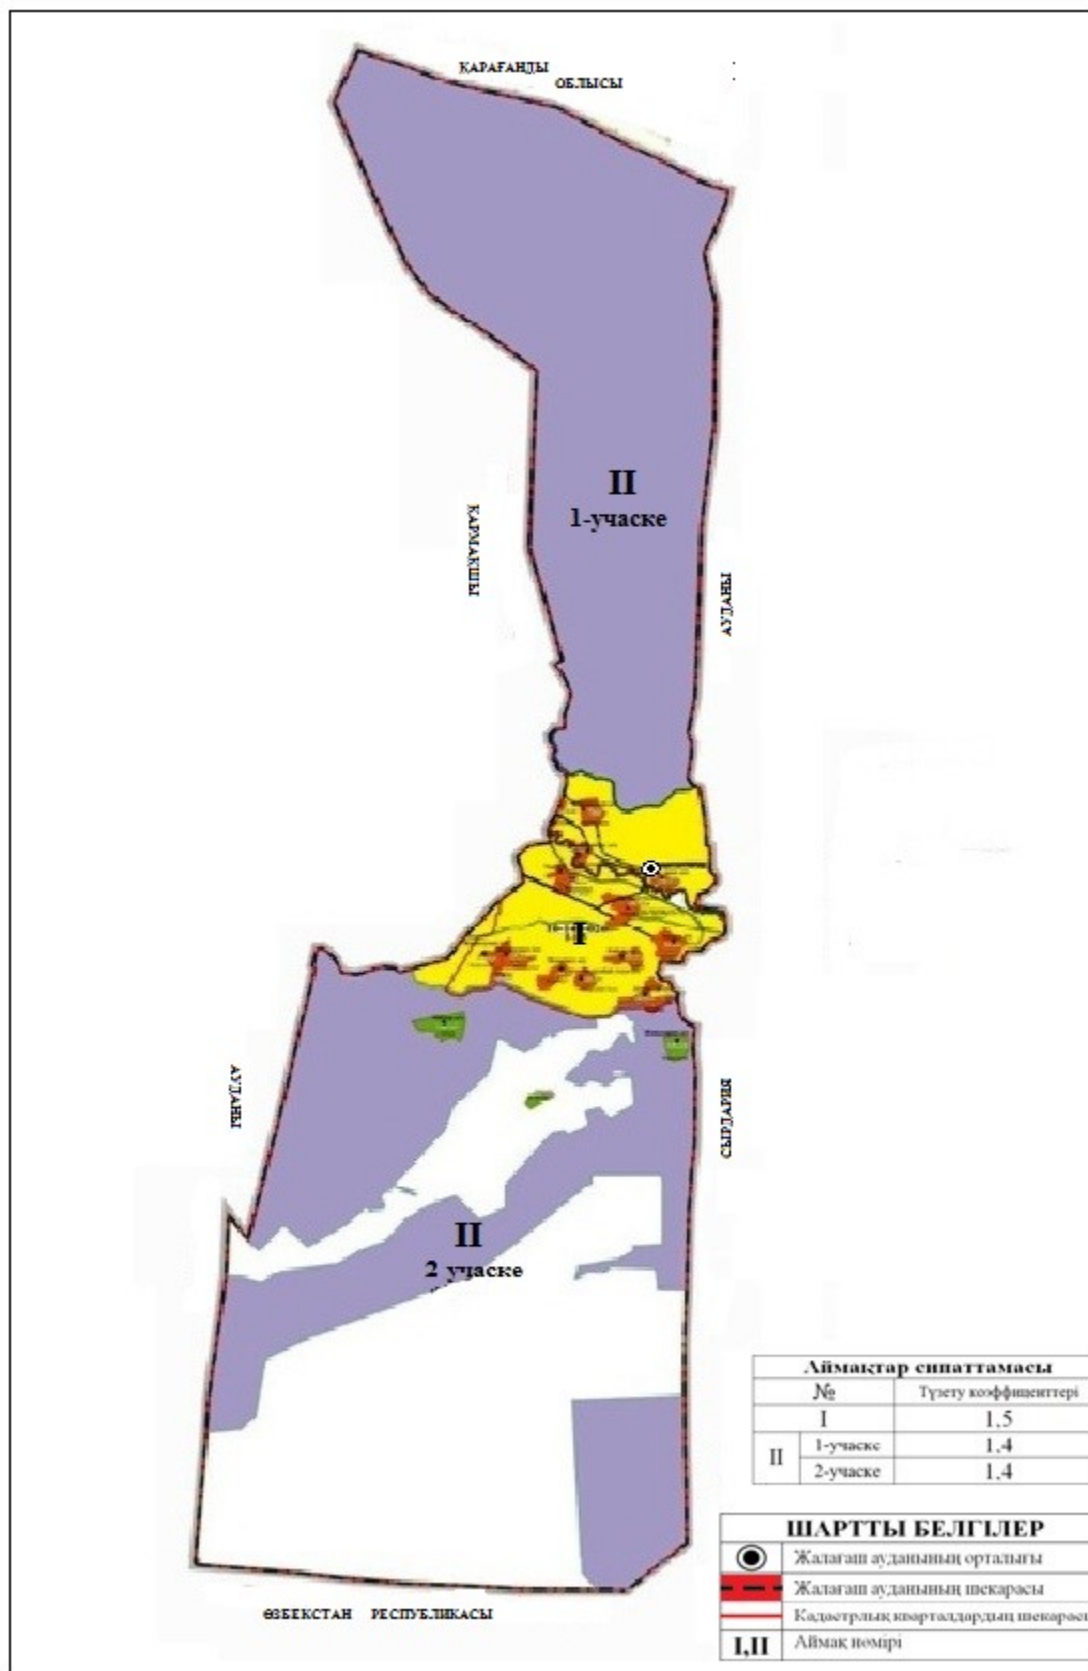 ҚАРАҒАНДЫ
ОБЛЫСЫ
II
1-учаске
ҚАРМАҚШЫ
АУДАНЫ
I
АУДАНЫ
СЫРДАРИЯ
II
2 учаске
ӨЗБЕКСТАН РЕСПУБЛИКАСЫ
Аймақтар сипаттамасы
№ Түзету коэффиценттері
I 1,5
II 1-учаске 1,4
2-учаске 1,4
ШАРТТЫ БЕЛГІЛЕР
Жалағаш ауданының орталығы
Жалағаш ауданының шекарасы
Кадастрлық кварталдардың шекарасы
I,II Аймақ нөмірі